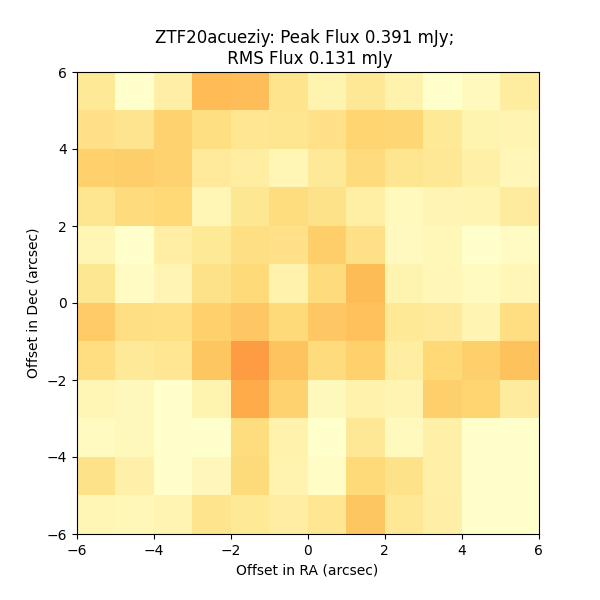 ZTF20acueziy: Peak Flux 0.391 mJy;
RMS Flux 0.131 mJy
6
4
2
0
−2
−4
−6
Offset in Dec (arcsec)
−6 −4 −2 0 2 4 6
Offset in RA (arcsec)